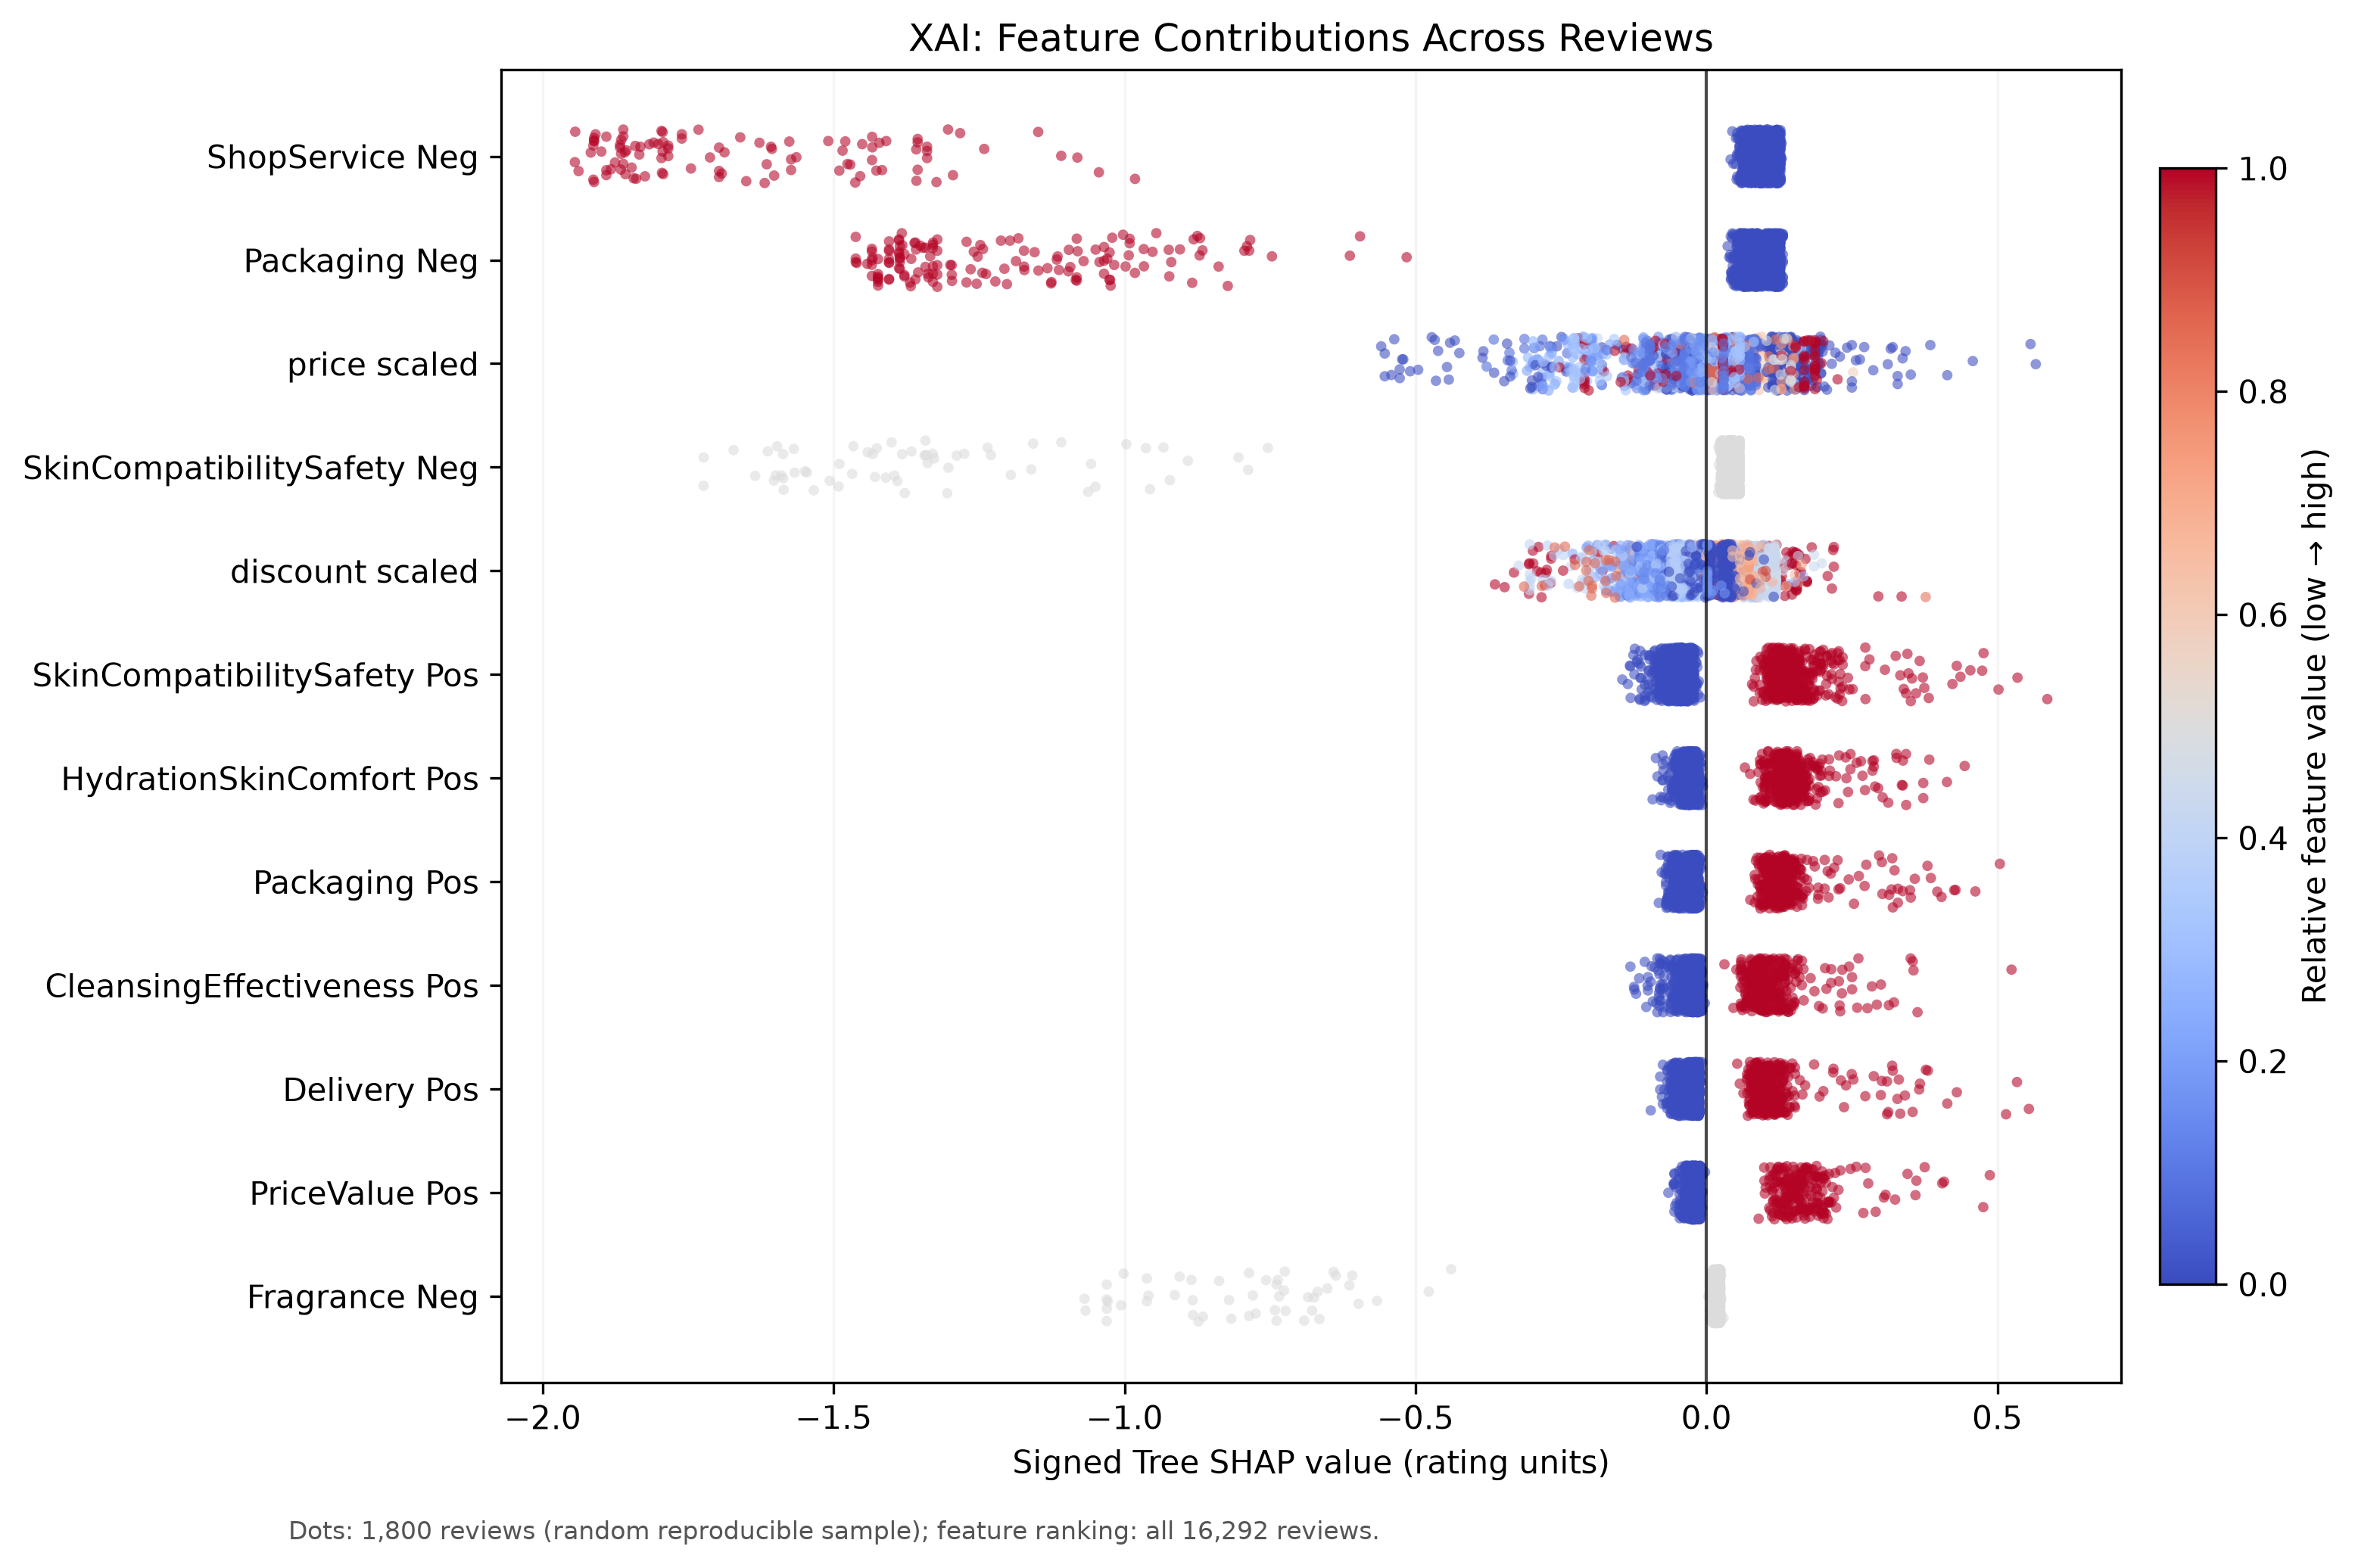 XAI: Feature Contributions Across Reviews
ShopService Neg
Packaging Neg
price scaled
SkinCompatibilitySafety Neg
discount scaled
SkinCompatibilitySafety Pos
HydrationSkinComfort Pos
Packaging Pos
CleansingEffectiveness Pos
Delivery Pos
PriceValue Pos
Fragrance Neg
−2.0
−1.5
−1.0
−0.5
0.0
0.5
Signed Tree SHAP value (rating units)
1.0
0.8
0.6
0.4
0.2
0.0
Relative feature value (low → high)
Dots: 1,800 reviews (random reproducible sample); feature ranking: all 16,292 reviews.